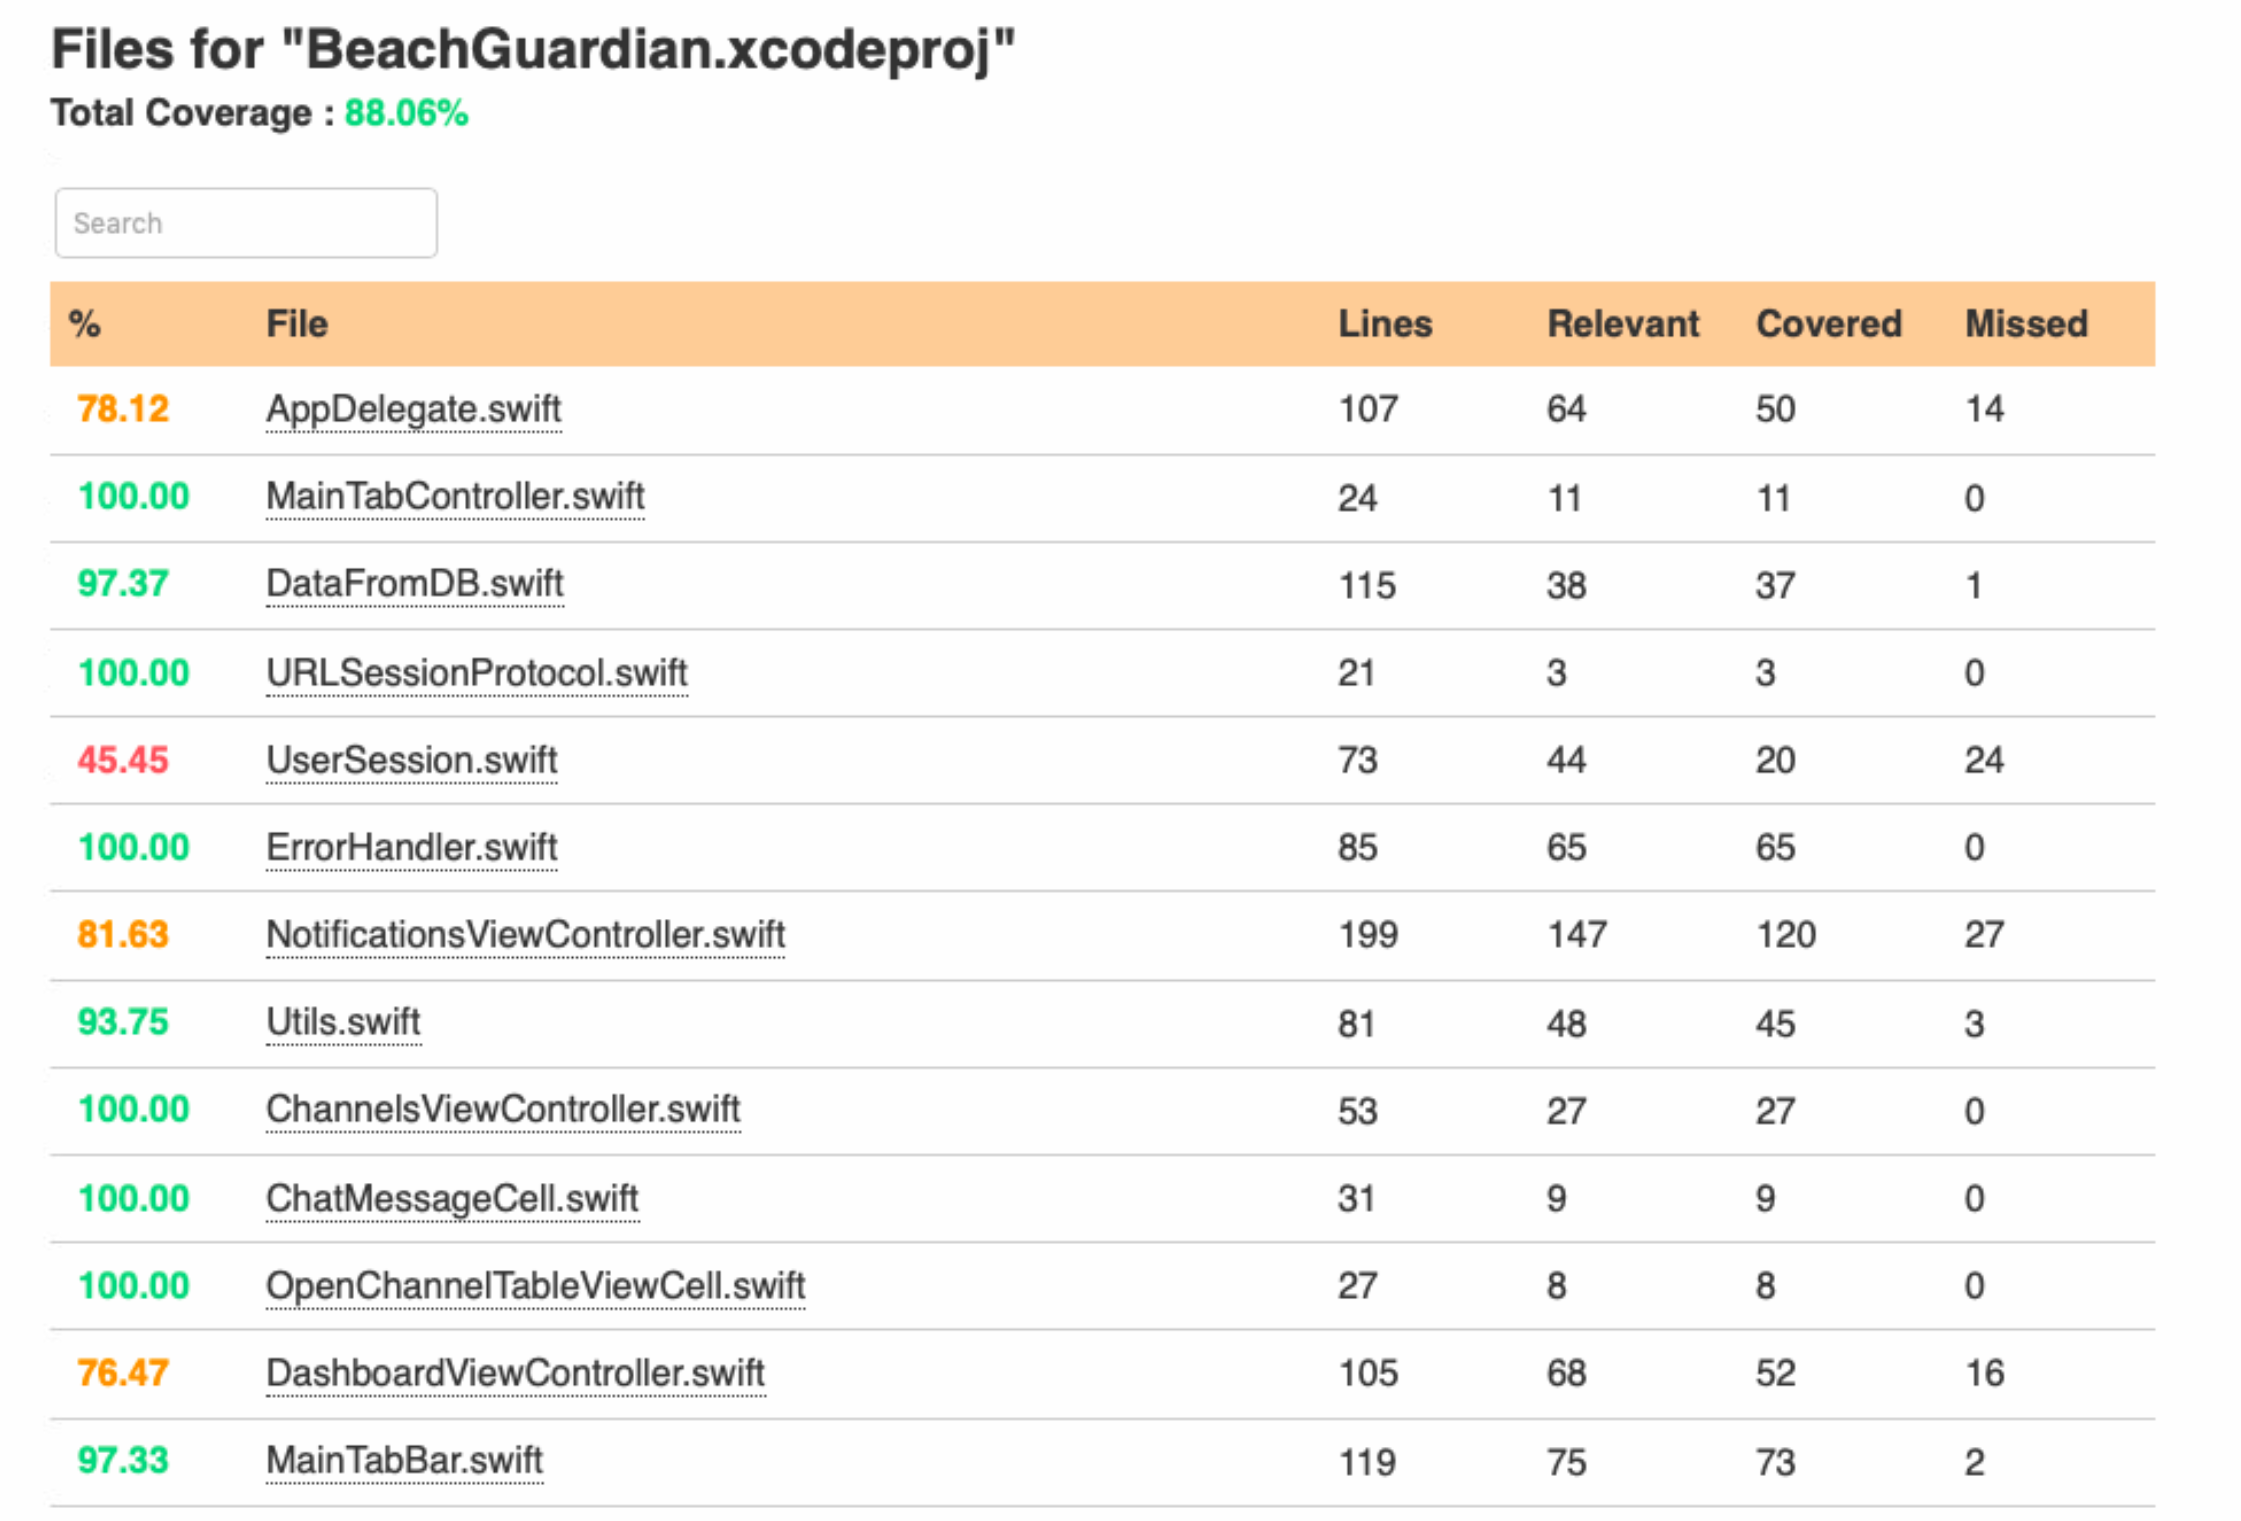 Files for "BeachGuardian.xcodeproj"
Total Coverage : 88.06%
Search
% File Lines Relevant Covered Missed
78.12 AppDelegate.swift 107 64 50 14
100.00 MainTabController.swift 24 11 11 0
97.37 DataFromDB.swift 115 38 37 1
100.00 URLSessionProtocol.swift 21 3 3 0
45.45 UserSession.swift 73 44 20 24
100.00 ErrorHandler.swift 85 65 65 0
81.63 NotificationsViewController.swift 199 147 120 27
93.75 Utils.swift 81 48 45 3
100.00 ChannelsViewController.swift 53 27 27 0
100.00 ChatMessageCell.swift 31 9 9 0
100.00 OpenChannelTableViewCell.swift 27 8 8 0
76.47 DashboardViewController.swift 105 68 52 16
97.33 MainTabBar.swift 119 75 73 2